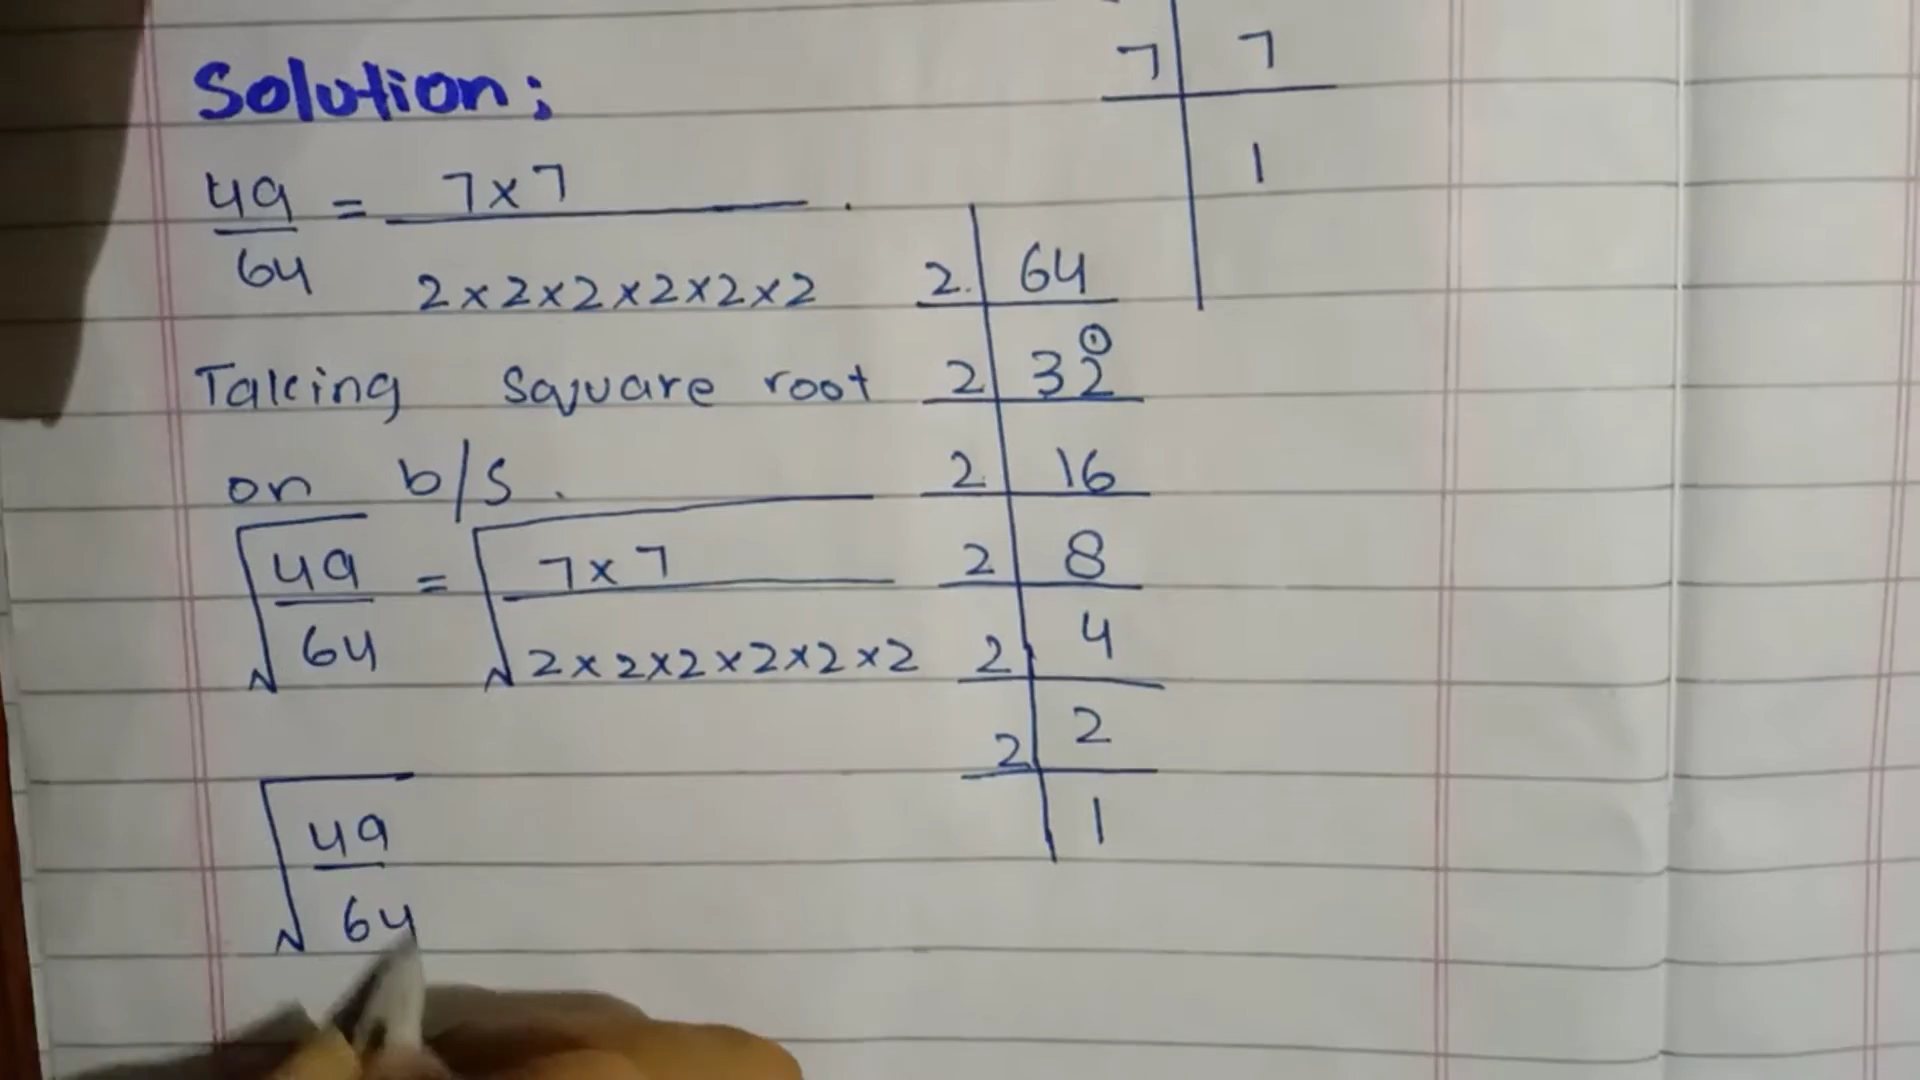 Solution;
49/64 = 7×7 / 2×2×2×2×2×2
Taking square root
on b/s.
√49/64 = √7×7 / 2×2×2×2×2×2
√49/64
7 | 7
1
2 | 64
2 | 32
2 | 16
2 | 8
2 | 4
2 | 2
1